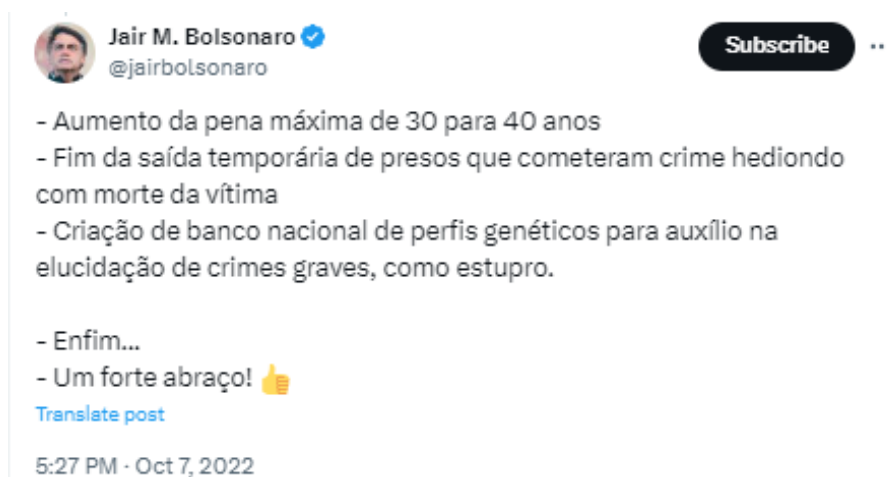 Jair M. Bolsonaro
Subscribe
@jairbolsonaro
- Aumento da pena máxima de 30 para 40 anos
- Fim da saída temporária de presos que cometeram crime hediondo
com morte da vítima
- Criação de banco nacional de perfis genéticos para auxílio na
elucidação de crimes graves, como estupro.
- Enfim...
- Um forte abraço! 👍
Translate post
5:27 PM · Oct 7, 2022